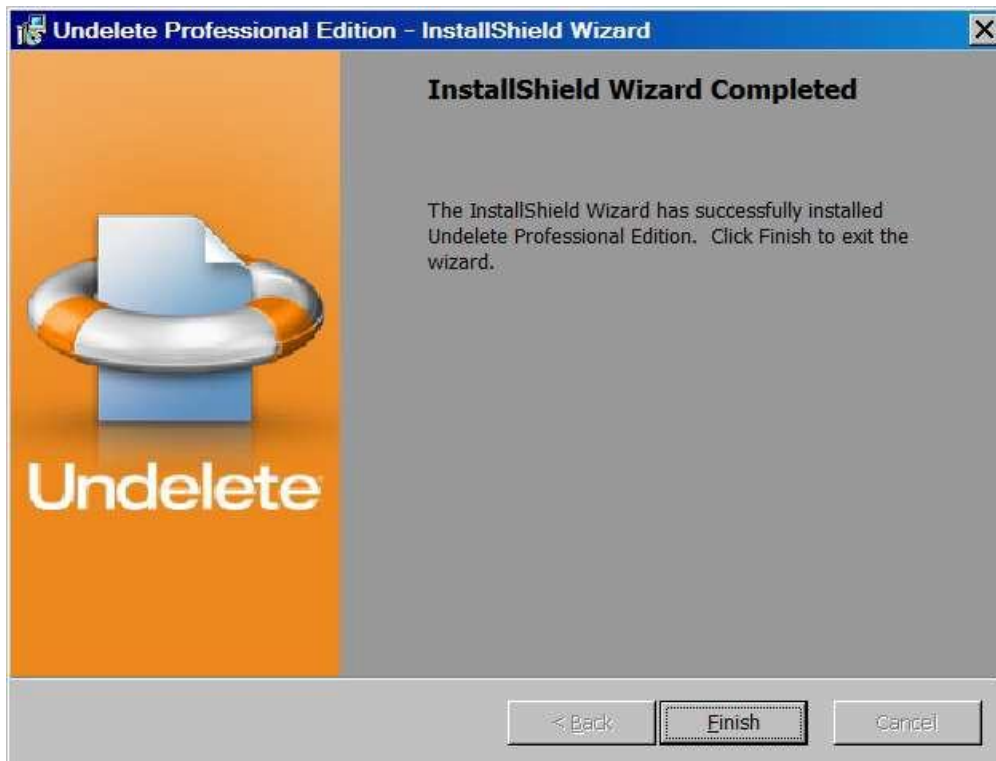 Undelete Professional Edition - InstallShield Wizard
InstallShield Wizard Completed
The InstallShield Wizard has successfully installed
Undelete Professional Edition.  Click Finish to exit the
wizard.
Undelete
< Back
Finish
Cancel